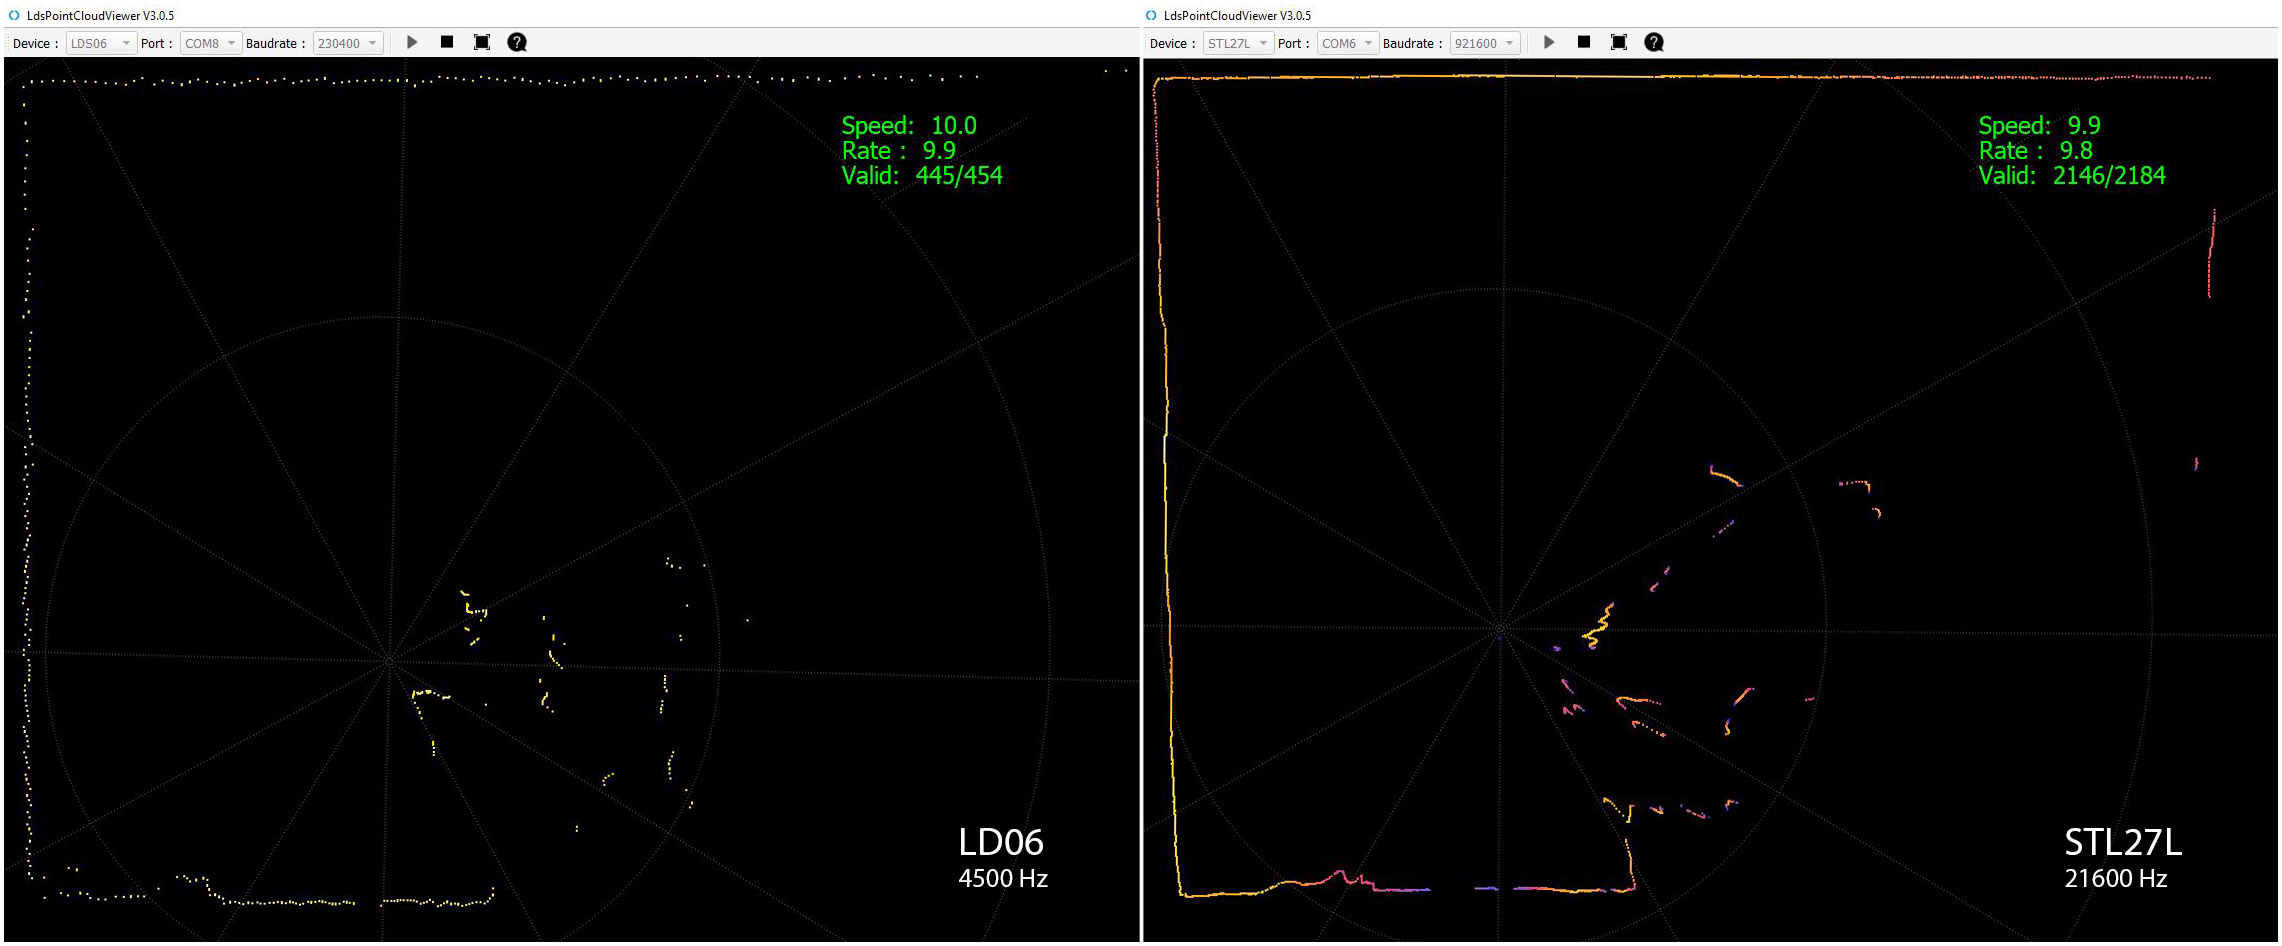 LdsPointCloudViewer V3.0.5
Device : LDS06 Port : COM8 Baudrate : 230400 ?
Speed: 10.0
Rate : 9.9
Valid: 445/454
LD06
4500 Hz
LdsPointCloudViewer V3.0.5
Device : STL27L Port : COM6 Baudrate : 921600 ?
Speed: 9.9
Rate : 9.8
Valid: 2146/2184
STL27L
21600 Hz